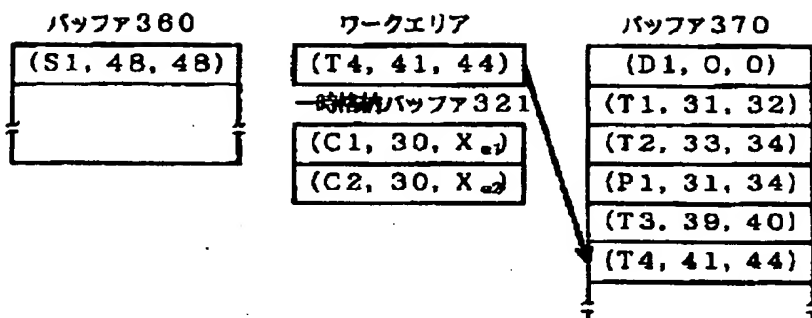 バッファ360
(S1, 48, 48)
ワークエリア
(T4, 41, 44)
一時格納バッファ321
(C1, 30, Xe1)
(C2, 30, Xe2)
バッファ370
(D1, 0, 0)
(T1, 31, 32)
(T2, 33, 34)
(P1, 31, 34)
(T3, 39, 40)
(T4, 41, 44)